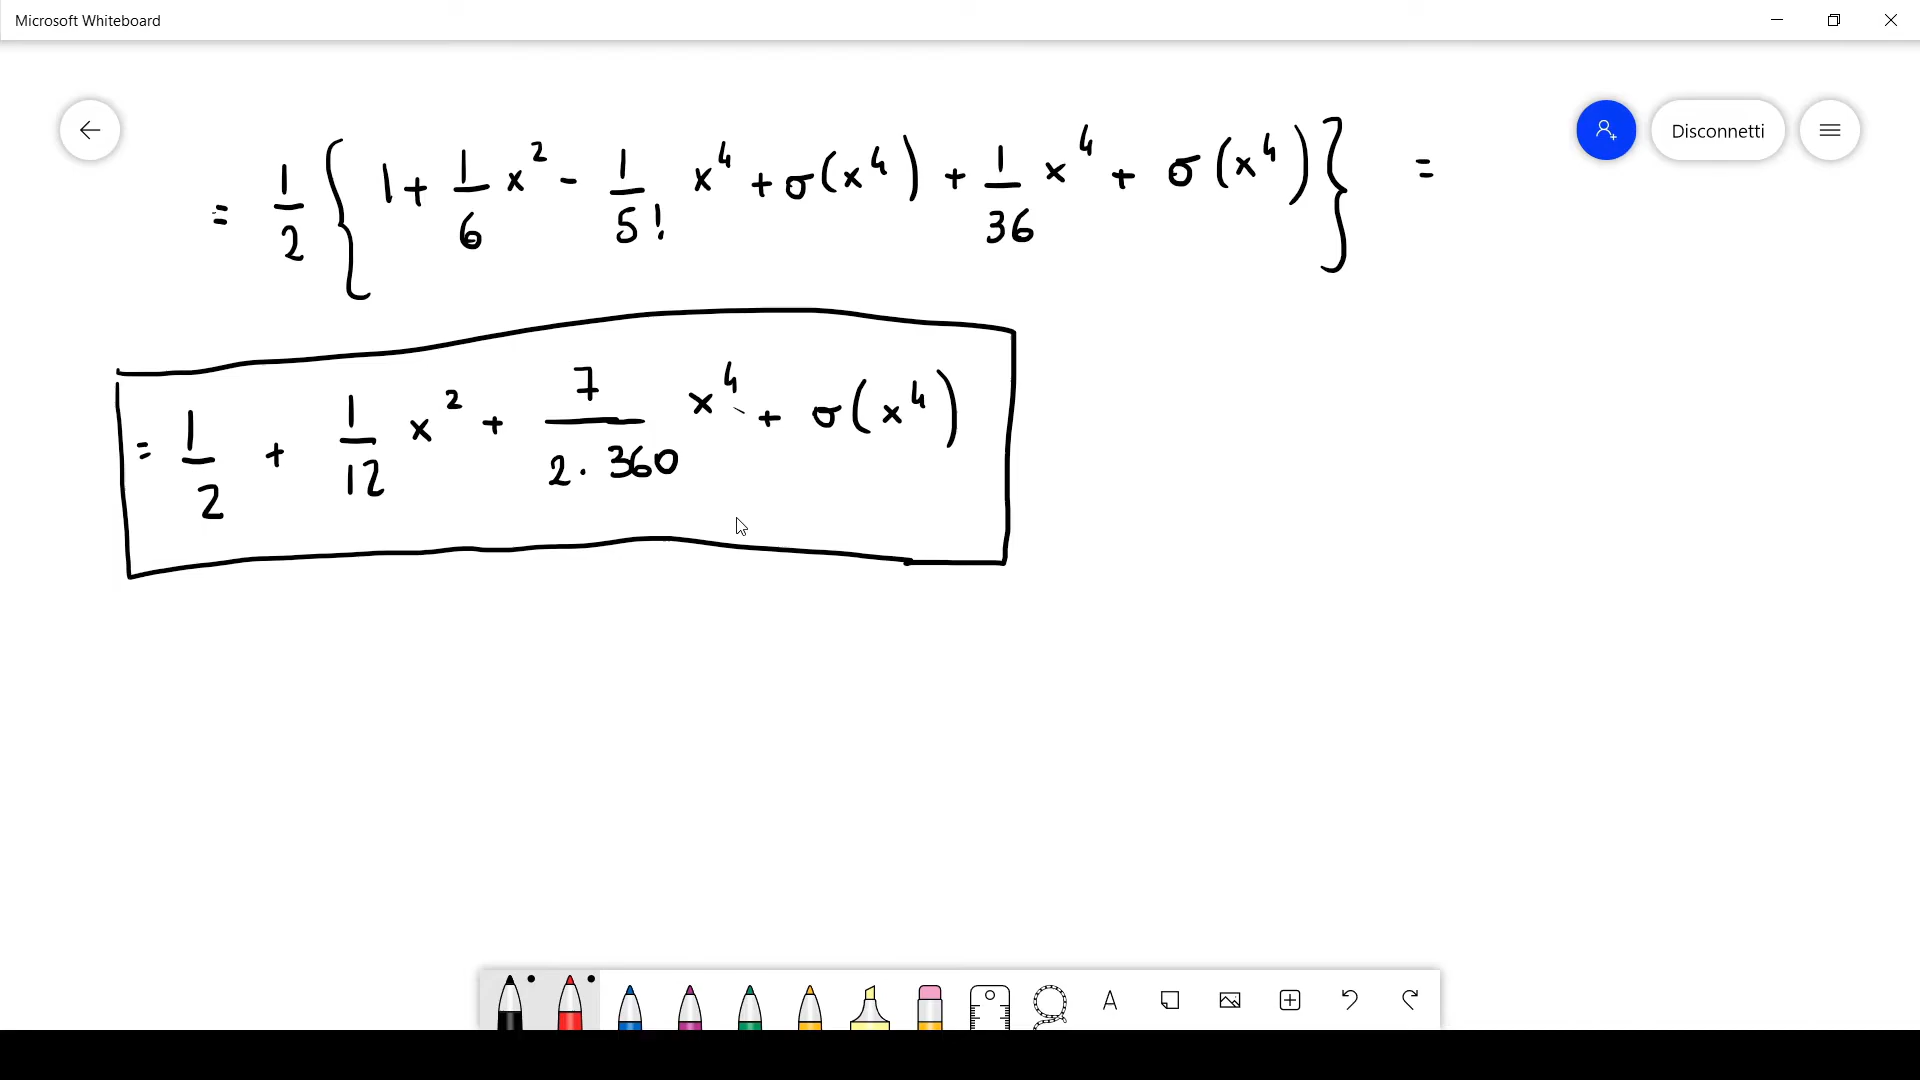 Microsoft Whiteboard
Disconnetti
= 1/2 { 1 + 1/6 x^2 - 1/5! x^4 + σ(x^4) + 1/36 x^4 + σ(x^4) } =
= 1/2 + 1/12 x^2 + 7/(2·360) x^4 + σ(x^4)
A